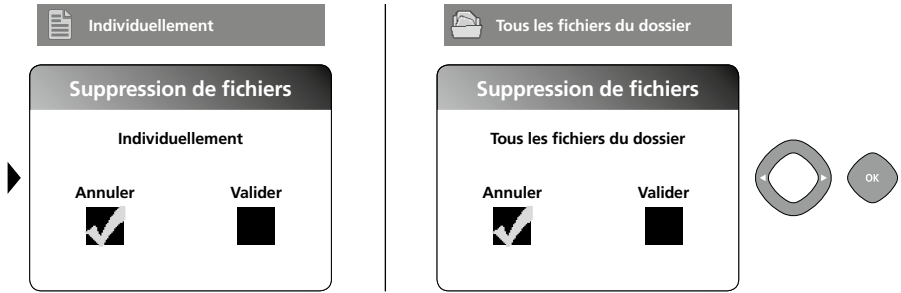 Individuellement
Suppression de fichiers
Individuellement
Annuler Valider
Tous les fichiers du dossier
Suppression de fichiers
Tous les fichiers du dossier
Annuler Valider
OK